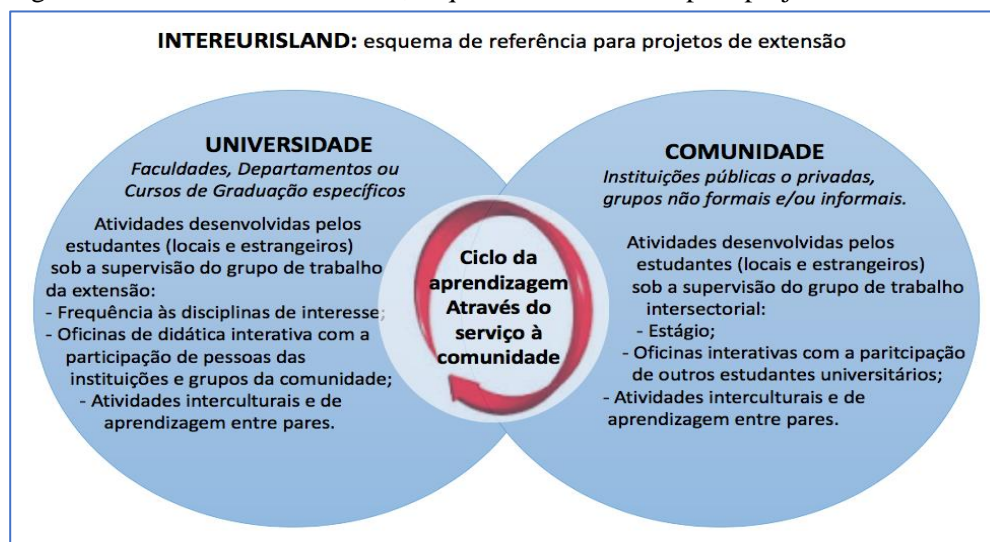 INTEREURISLAND: esquema de referência para projetos de extensão
UNIVERSIDADE
Faculdades, Departamentos ou
Cursos de Graduação específicos
Atividades desenvolvidas pelos
estudantes (locais e estrangeiros)
sob a supervisão do grupo de trabalho
da extensão:
- Frequência às disciplinas de interesse;
- Oficinas de didática interativa com a
participação de pessoas das
instituições e grupos da comunidade;
- Atividades interculturais e de
aprendizagem entre pares.
Ciclo da
aprendizagem
Através do
serviço à
comunidade
COMUNIDADE
Instituições públicas o privadas,
grupos não formais e/ou informais.
Atividades desenvolvidas pelos
estudantes (locais e estrangeiros)
sob a supervisão do grupo de trabalho
intersectorial:
- Estágio;
- Oficinas interativas com a paritcipação
de outros estudantes universitários;
- Atividades interculturais e de
aprendizagem entre pares.